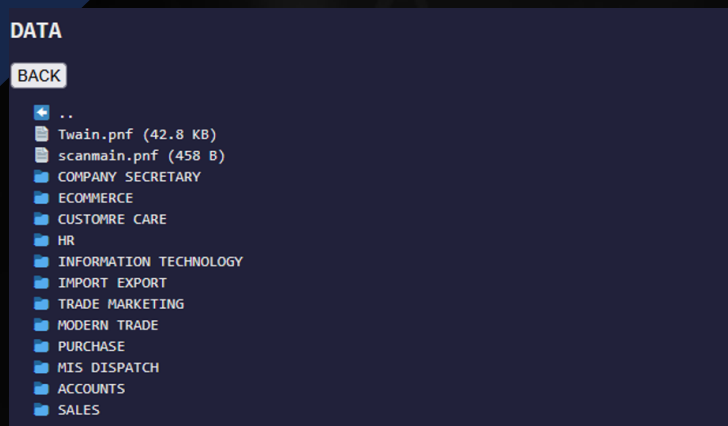 DATA
BACK
..
Twain.pnf (42.8 KB)
scanmain.pnf (458 B)
COMPANY SECRETARY
ECOMMERCE
CUSTOMRE CARE
HR
INFORMATION TECHNOLOGY
IMPORT EXPORT
TRADE MARKETING
MODERN TRADE
PURCHASE
MIS DISPATCH
ACCOUNTS
SALES